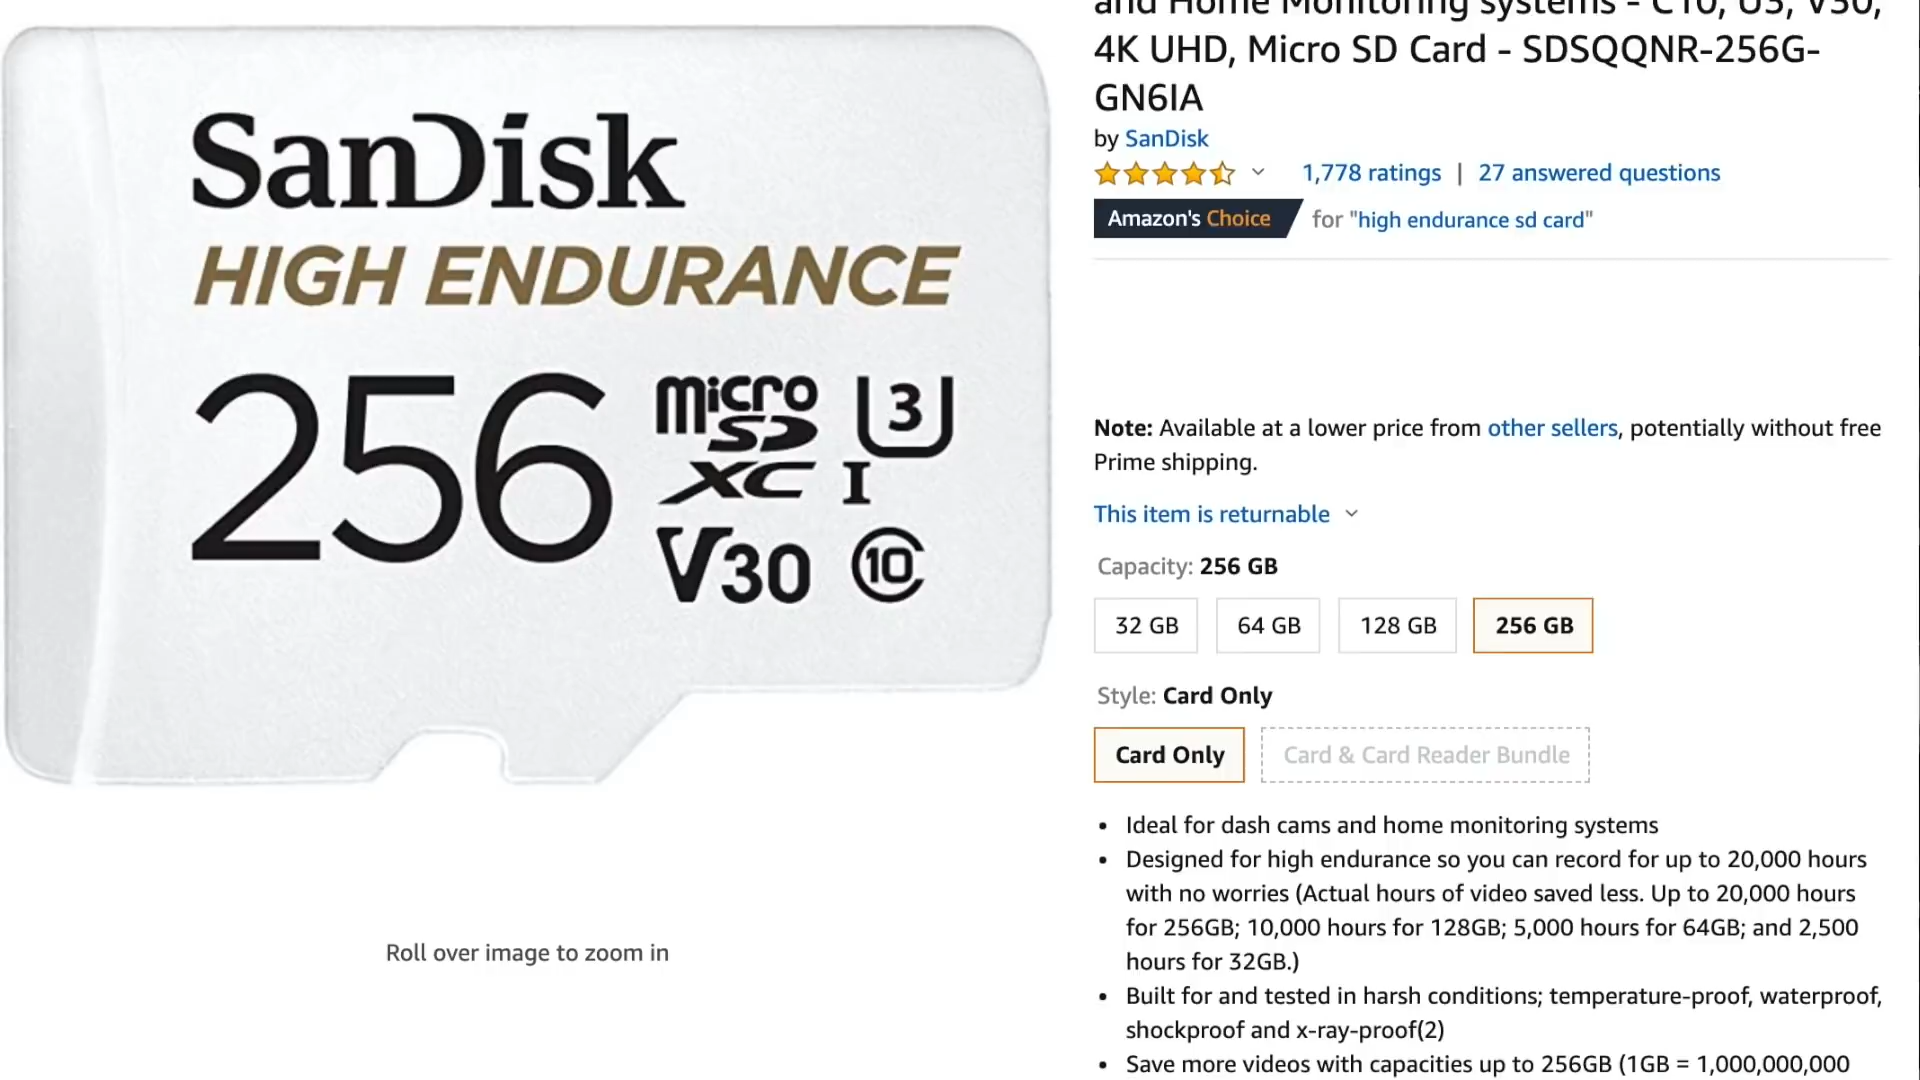 SanDisk
HIGH ENDURANCE
256
micro
SD
XC I
U3
V30
10
Roll over image to zoom in
and Home Monitoring systems - C10, U3, V30,
4K UHD, Micro SD Card - SDSQQNR-256G-
GN6IA
by SanDisk
1,778 ratings | 27 answered questions
Amazon's Choice for "high endurance sd card"
Note: Available at a lower price from other sellers, potentially without free
Prime shipping.
This item is returnable
Capacity: 256 GB
32 GB 64 GB 128 GB 256 GB
Style: Card Only
Card Only Card & Card Reader Bundle
• Ideal for dash cams and home monitoring systems
• Designed for high endurance so you can record for up to 20,000 hours
with no worries (Actual hours of video saved less. Up to 20,000 hours
for 256GB; 10,000 hours for 128GB; 5,000 hours for 64GB; and 2,500
hours for 32GB.)
• Built for and tested in harsh conditions; temperature-proof, waterproof,
shockproof and x-ray-proof(2)
• Save more videos with capacities up to 256GB (1GB = 1,000,000,000